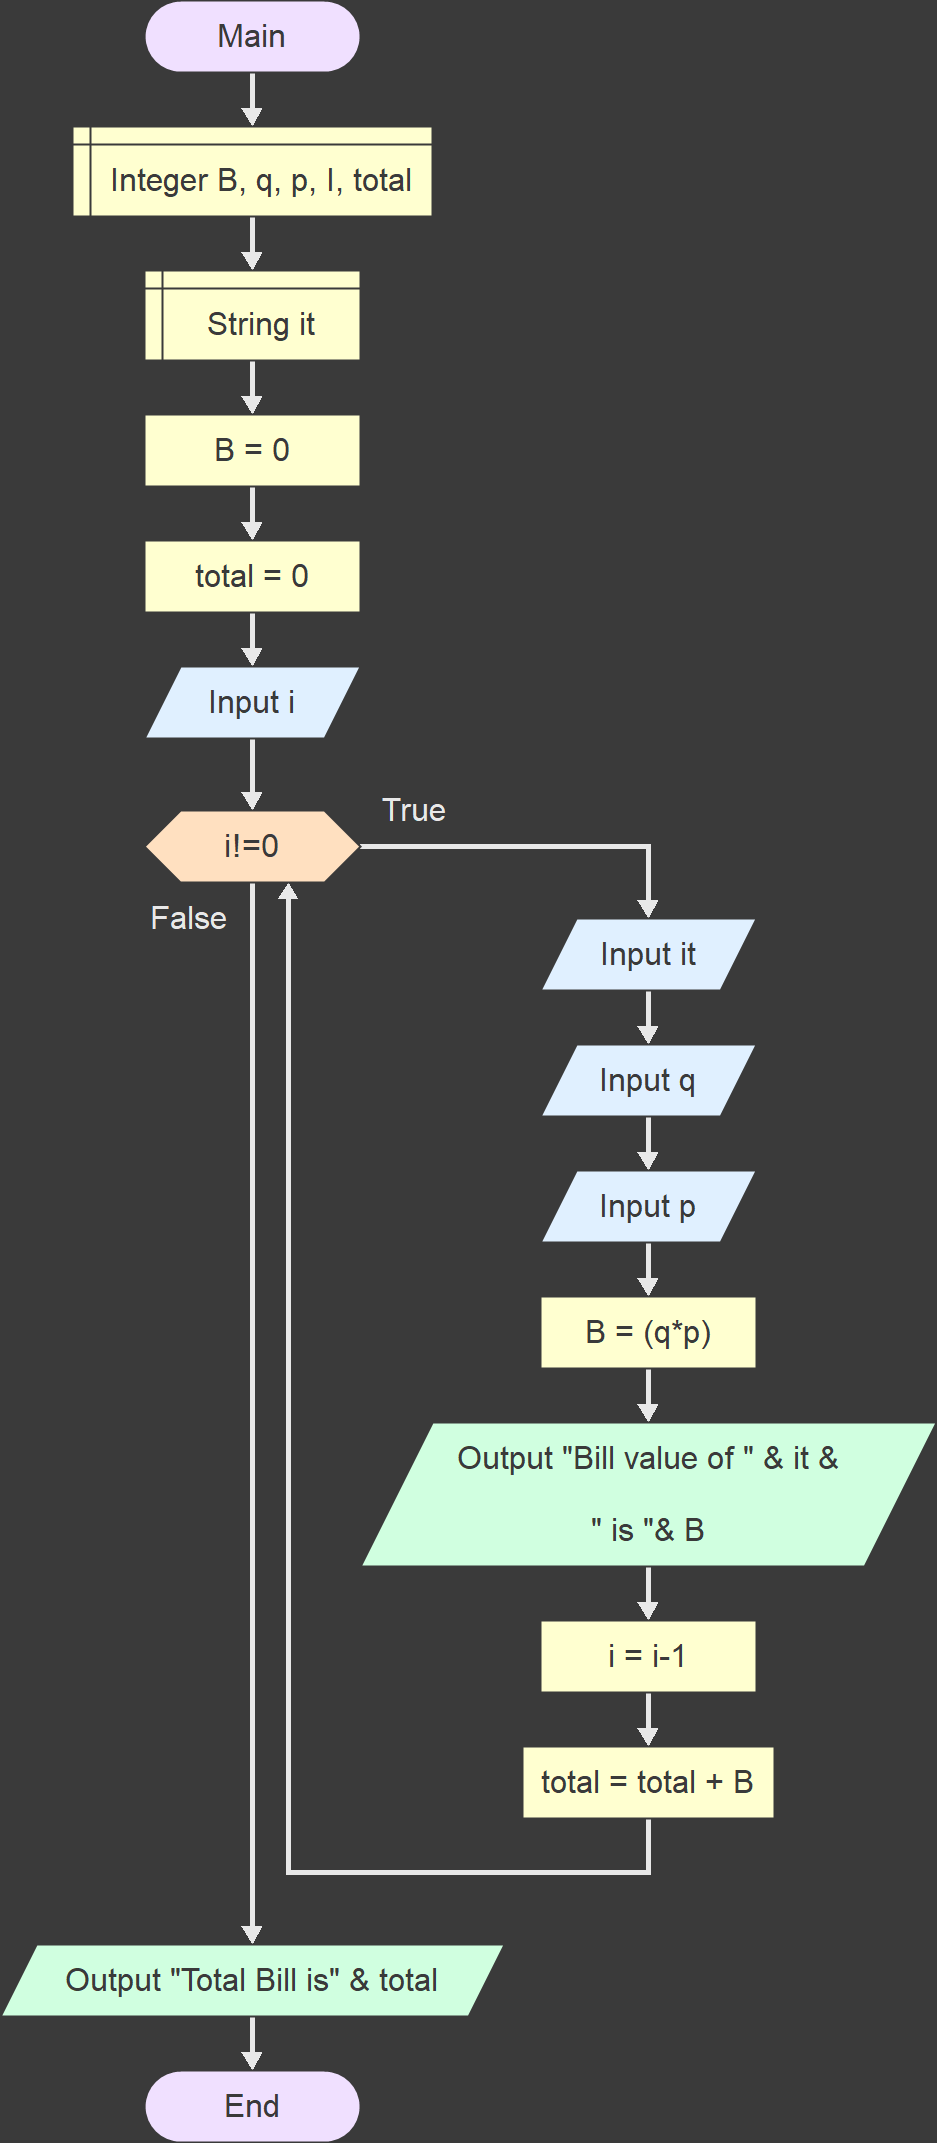 Main
Integer B, q, p, I, total
String it
B = 0
total = 0
Input i
i!=0
True
False
Input it
Input q
Input p
B = (q*p)
Output "Bill value of " & it &
" is "& B
i = i-1
total = total + B
Output "Total Bill is" & total
End